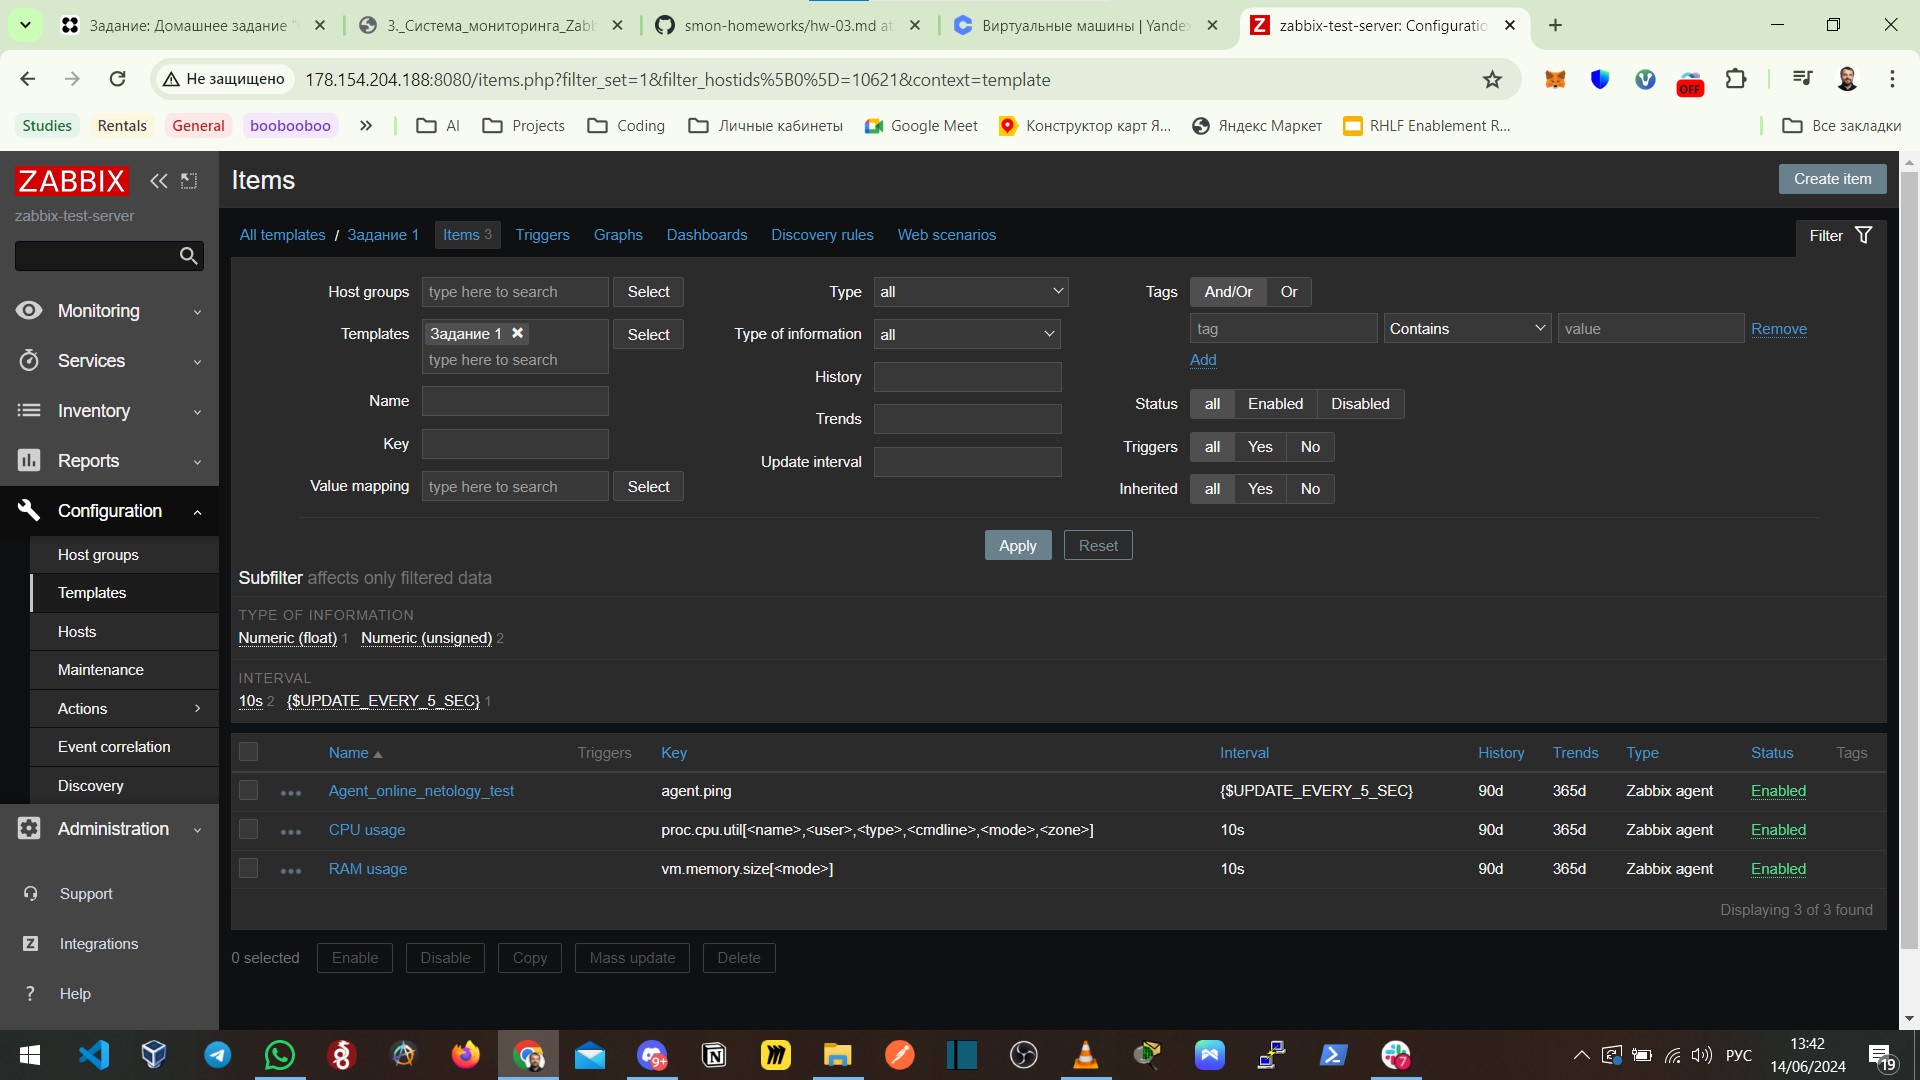 Задание: Домашнее задание "
3._Система_мониторинга_Zabb
smon-homeworks/hw-03.md at
Виртуальные машины | Yandex
zabbix-test-server: Configuratio
Не защищено
178.154.204.188:8080/items.php?filter_set=1&filter_hostids%5B0%5D=10621&context=template
OFF
Studies
Rentals
General
boobooboo
AI
Projects
Coding
Личные кабинеты
Google Meet
Конструктор карт Я...
Яндекс Маркет
RHLF Enablement R...
Все закладки
ZABBIX
zabbix-test-server
Monitoring
Services
Inventory
Reports
Configuration
Host groups
Templates
Hosts
Maintenance
Actions
Event correlation
Discovery
Administration
Support
Integrations
Help
Items
Create item
All templates / Задание 1 Items 3 Triggers Graphs Dashboards Discovery rules Web scenarios
Filter
Host groups type here to search Select
Templates Задание 1 Select
type here to search
Name
Key
Value mapping type here to search Select
Type all
Type of information all
History
Trends
Update interval
Tags And/Or Or
tag Contains value Remove
Add
Status all Enabled Disabled
Triggers all Yes No
Inherited all Yes No
Apply Reset
Subfilter affects only filtered data
TYPE OF INFORMATION
Numeric (float) 1 Numeric (unsigned) 2
INTERVAL
10s 2 {$UPDATE_EVERY_5_SEC} 1
Name Triggers Key Interval History Trends Type Status Tags
Agent_online_netology_test agent.ping {$UPDATE_EVERY_5_SEC} 90d 365d Zabbix agent Enabled
CPU usage proc.cpu.util[<name>,<user>,<type>,<cmdline>,<mode>,<zone>] 10s 90d 365d Zabbix agent Enabled
RAM usage vm.memory.size[<mode>] 10s 90d 365d Zabbix agent Enabled
Displaying 3 of 3 found
0 selected Enable Disable Copy Mass update Delete
9+
7
РУС
13:42
14/06/2024
19